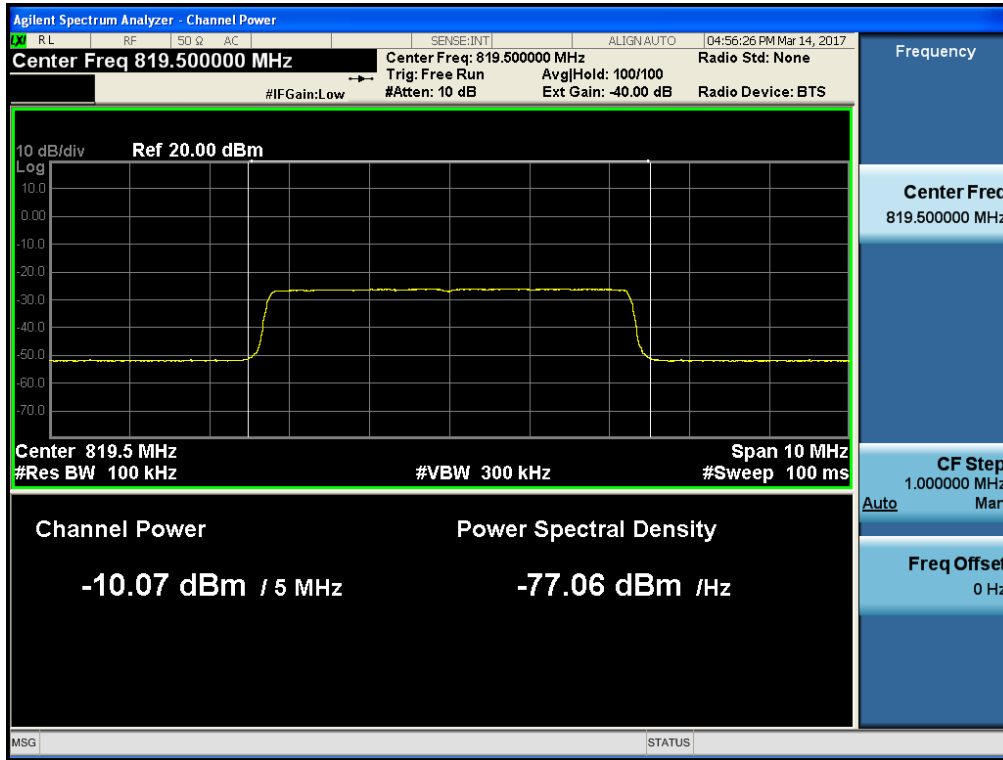 Agilent Spectrum Analyzer - Channel Power
LXI RL RF 50 Ω AC SENSE:INT ALIGN AUTO 04:56:26 PM Mar 14, 2017
Center Freq 819.500000 MHz
Center Freq: 819.500000 MHz Radio Std: None
Trig: Free Run Avg|Hold: 100/100
#IFGain:Low #Atten: 10 dB Ext Gain: -40.00 dB Radio Device: BTS
10 dB/div Ref 20.00 dBm
Log
10.0
0.00
-10.0
-20.0
-30.0
-40.0
-50.0
-60.0
-70.0
Center 819.5 MHz Span 10 MHz
#Res BW 100 kHz #VBW 300 kHz #Sweep 100 ms
Channel Power Power Spectral Density
-10.07 dBm / 5 MHz -77.06 dBm /Hz
MSG STATUS
Frequency
Center Freq
819.500000 MHz
CF Step
1.000000 MHz
Auto Man
Freq Offset
0 Hz